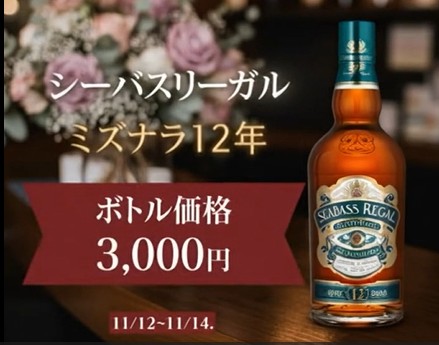 シーバスリーガル
ミズナラ12年
ボトル価格
3,000円
SCABASS REGAL
12
11/12~11/14.